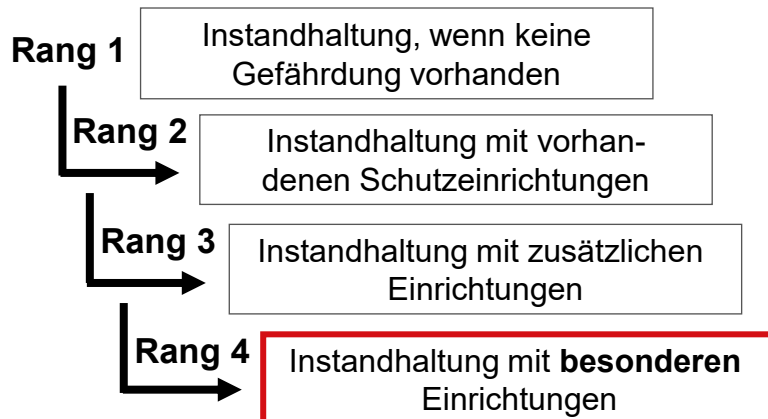 Rang 1
Instandhaltung, wenn keine
Gefährdung vorhanden
Rang 2
Instandhaltung mit vorhan-
denen Schutzeinrichtungen
Rang 3
Instandhaltung mit zusätzlichen
Einrichtungen
Rang 4
Instandhaltung mit besonderen
Einrichtungen